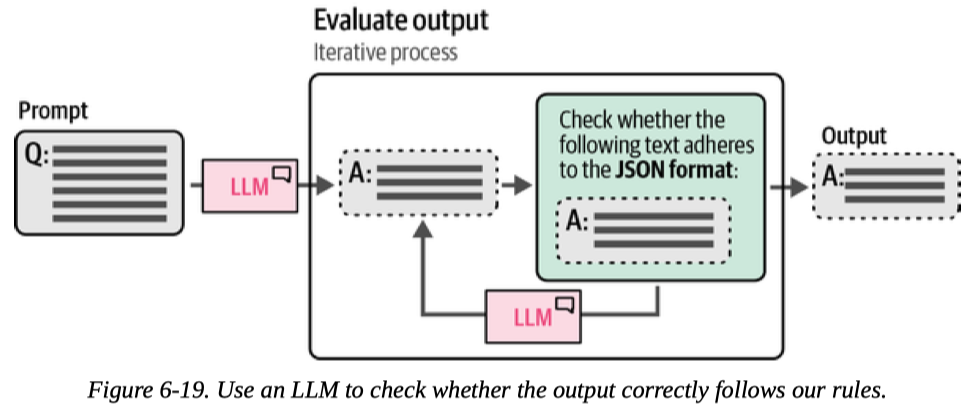 Evaluate output
Iterative process
Prompt
Q:
LLM
A:
Check whether the
following text adheres
to the JSON format:
A:
LLM
Output
A:
Figure 6-19. Use an LLM to check whether the output correctly follows our rules.